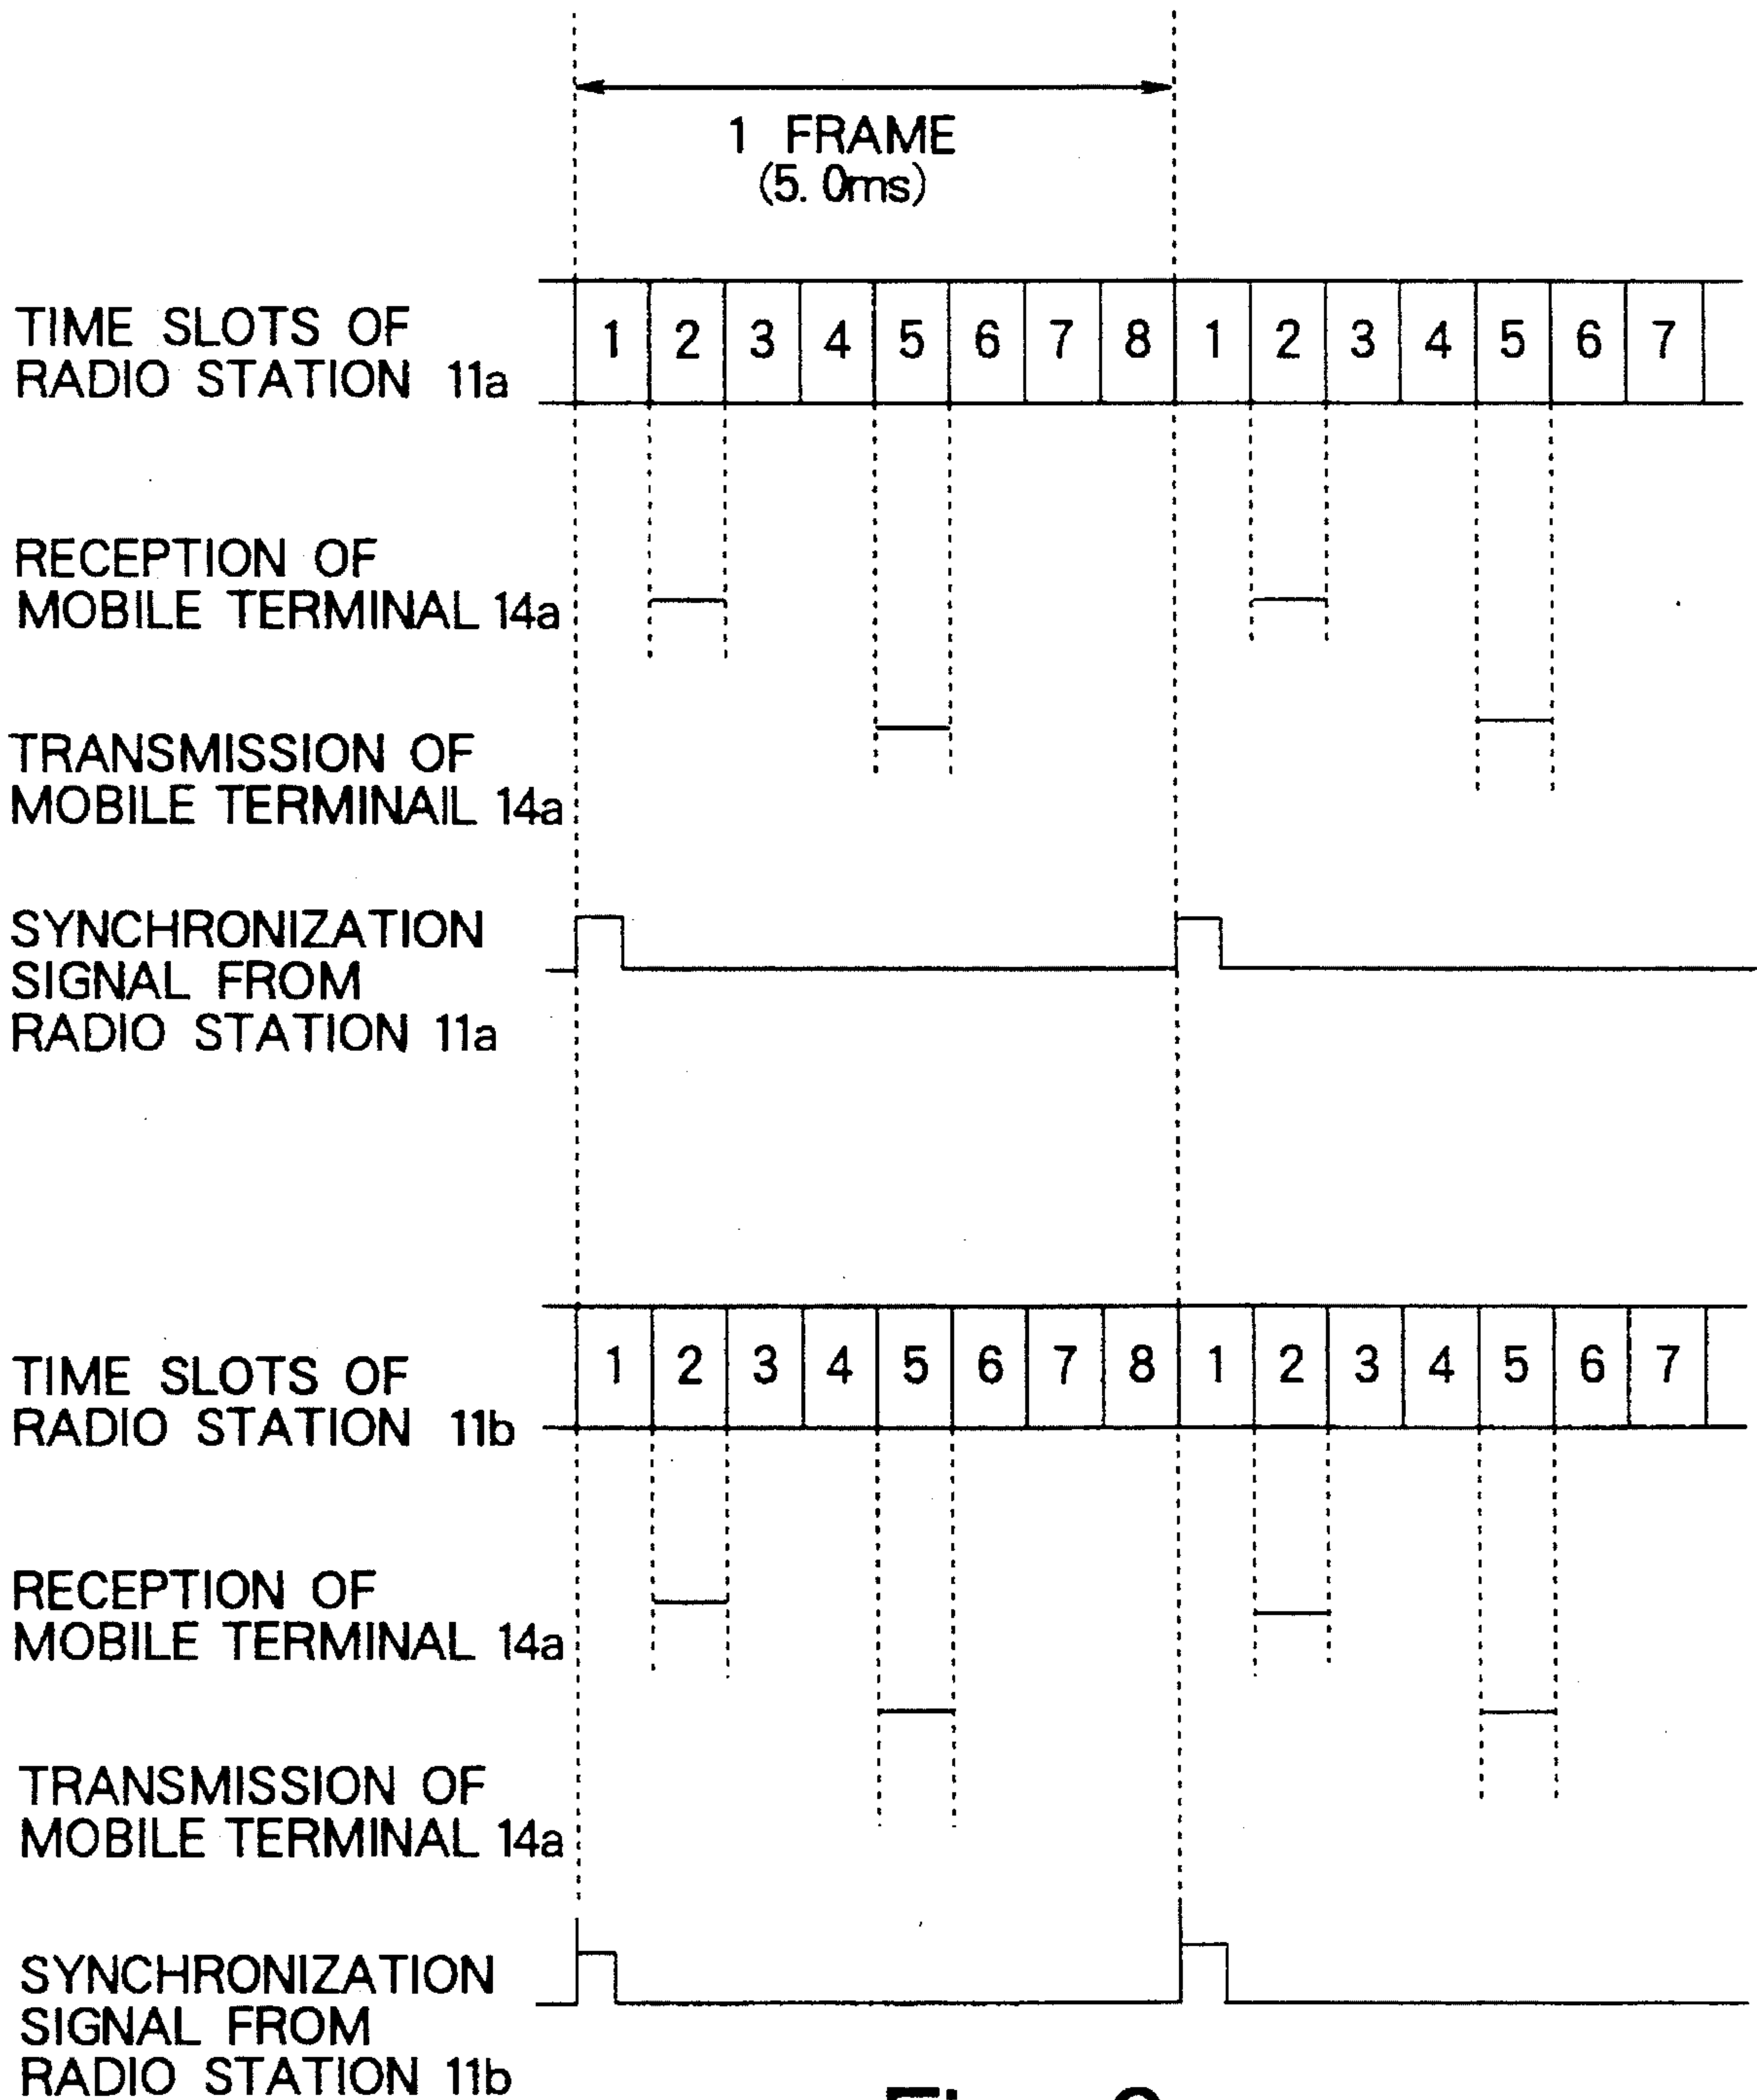 1 FRAME
(5.0ms)
TIME SLOTS OF
RADIO STATION 11a
1 2 3 4 5 6 7 8 1 2 3 4 5 6 7
RECEPTION OF
MOBILE TERMINAL 14a
TRANSMISSION OF
MOBILE TERMINAIL 14a
SYNCHRONIZATION
SIGNAL FROM
RADIO STATION 11a
TIME SLOTS OF
RADIO STATION 11b
1 2 3 4 5 6 7 8 1 2 3 4 5 6 7
RECEPTION OF
MOBILE TERMINAL 14a
TRANSMISSION OF
MOBILE TERMINAL 14a
SYNCHRONIZATION
SIGNAL FROM
RADIO STATION 11b